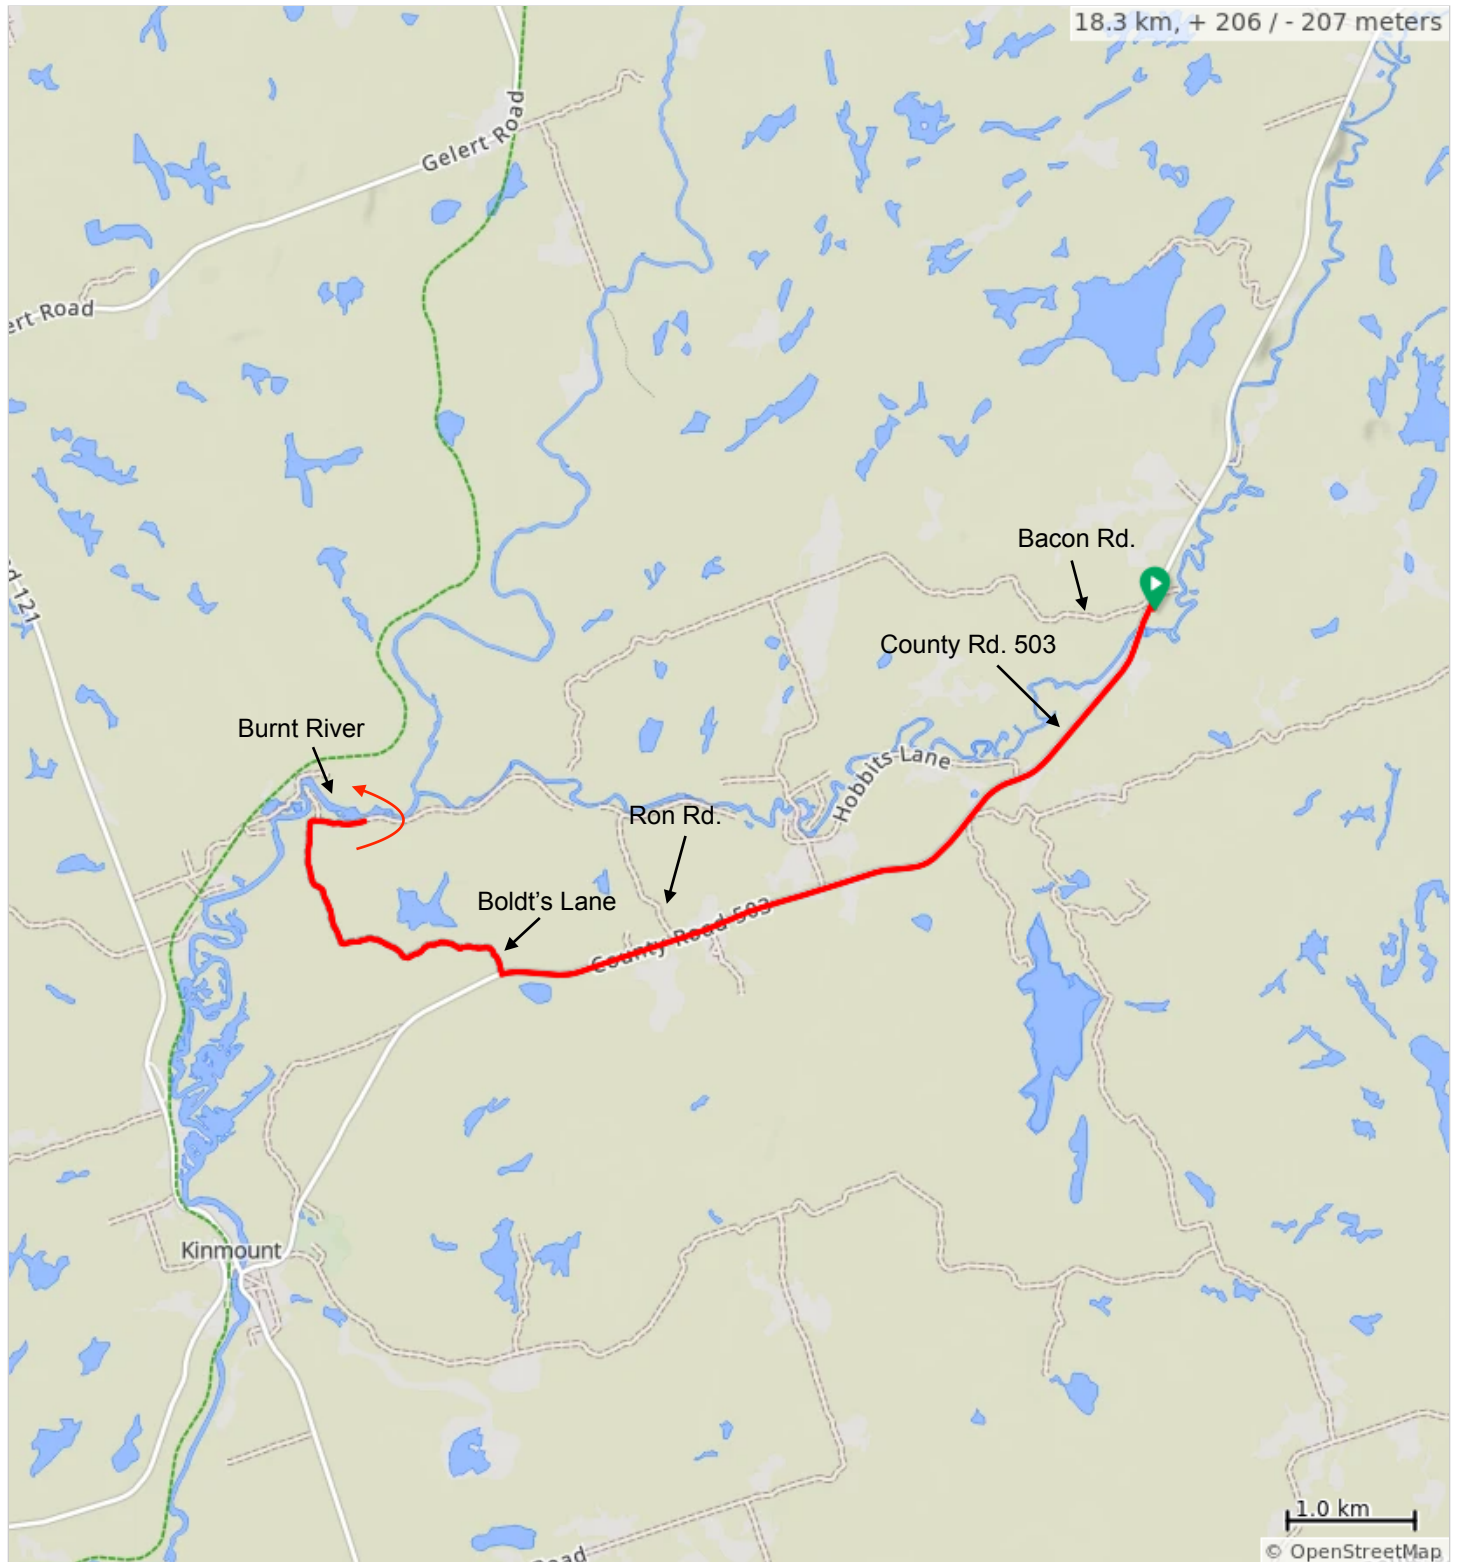 18.3 km, + 206 / - 207 meters
Gelert Road
ert Road
Bacon Rd.
d 121
County Rd. 503
Burnt River
Hobbits Lane
Ron Rd.
Boldt's Lane
County Road 503
Kinmount
1.0 km
oad
© OpenStreetMap